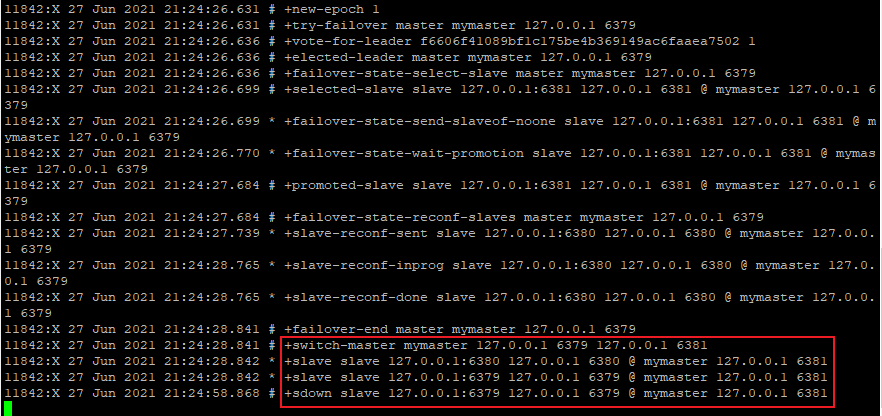 11842:X 27 Jun 2021 21:24:26.631 # +new-epoch 1
11842:X 27 Jun 2021 21:24:26.631 # +try-failover master mymaster 127.0.0.1 6379
11842:X 27 Jun 2021 21:24:26.636 # +vote-for-leader f6606f41089bf1c175be4b369149ac6faaea7502 1
11842:X 27 Jun 2021 21:24:26.636 # +elected-leader master mymaster 127.0.0.1 6379
11842:X 27 Jun 2021 21:24:26.636 # +failover-state-select-slave master mymaster 127.0.0.1 6379
11842:X 27 Jun 2021 21:24:26.699 # +selected-slave slave 127.0.0.1:6381 127.0.0.1 6381 @ mymaster 127.0.0.1 6
379
11842:X 27 Jun 2021 21:24:26.699 * +failover-state-send-slaveof-noone slave 127.0.0.1:6381 127.0.0.1 6381 @ m
ymaster 127.0.0.1 6379
11842:X 27 Jun 2021 21:24:26.770 * +failover-state-wait-promotion slave 127.0.0.1:6381 127.0.0.1 6381 @ mymas
ter 127.0.0.1 6379
11842:X 27 Jun 2021 21:24:27.684 # +promoted-slave slave 127.0.0.1:6381 127.0.0.1 6381 @ mymaster 127.0.0.1 6
379
11842:X 27 Jun 2021 21:24:27.684 # +failover-state-reconf-slaves master mymaster 127.0.0.1 6379
11842:X 27 Jun 2021 21:24:27.739 * +slave-reconf-sent slave 127.0.0.1:6380 127.0.0.1 6380 @ mymaster 127.0.0.
1 6379
11842:X 27 Jun 2021 21:24:28.765 * +slave-reconf-inprog slave 127.0.0.1:6380 127.0.0.1 6380 @ mymaster 127.0.
0.1 6379
11842:X 27 Jun 2021 21:24:28.765 * +slave-reconf-done slave 127.0.0.1:6380 127.0.0.1 6380 @ mymaster 127.0.0.
1 6379
11842:X 27 Jun 2021 21:24:28.841 # +failover-end master mymaster 127.0.0.1 6379
11842:X 27 Jun 2021 21:24:28.841 # +switch-master mymaster 127.0.0.1 6379 127.0.0.1 6381
11842:X 27 Jun 2021 21:24:28.842 * +slave slave 127.0.0.1:6380 127.0.0.1 6380 @ mymaster 127.0.0.1 6381
11842:X 27 Jun 2021 21:24:28.842 * +slave slave 127.0.0.1:6379 127.0.0.1 6379 @ mymaster 127.0.0.1 6381
11842:X 27 Jun 2021 21:24:58.868 # +sdown slave 127.0.0.1:6379 127.0.0.1 6379 @ mymaster 127.0.0.1 6381